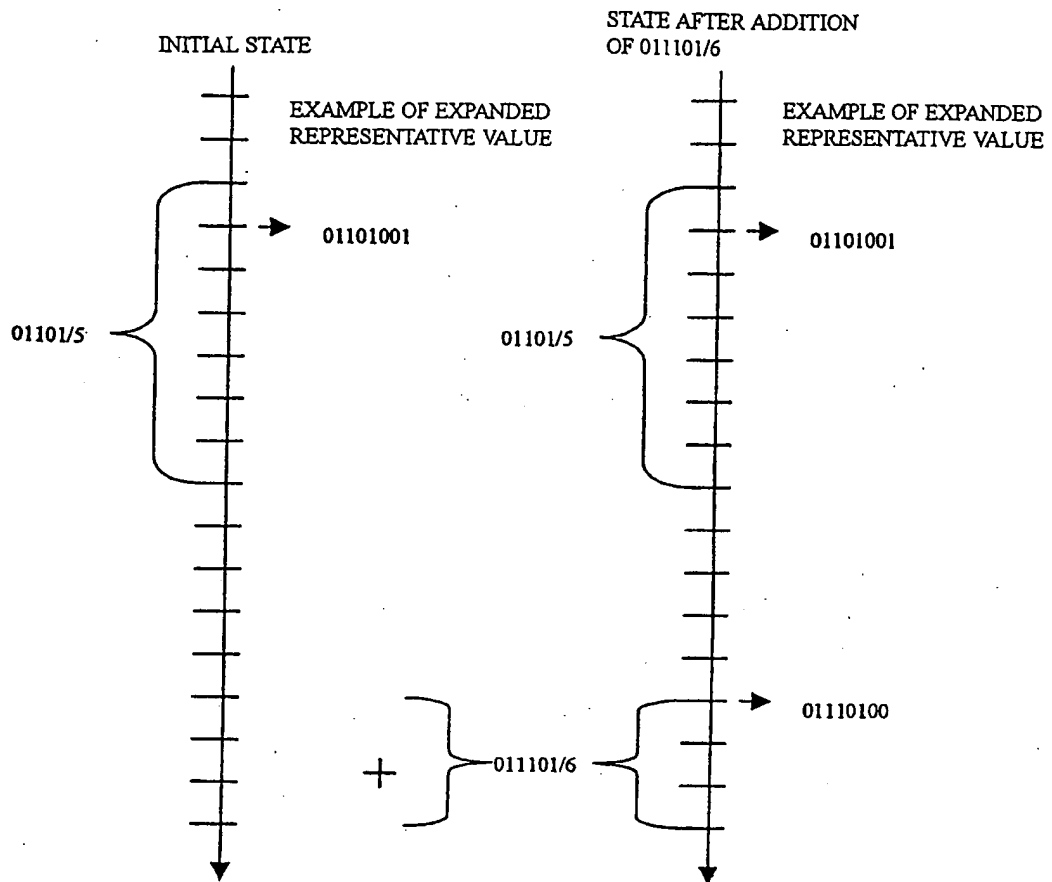 INITIAL STATE
EXAMPLE OF EXPANDED
REPRESENTATIVE VALUE
01101001
01101/5
STATE AFTER ADDITION
OF 011101/6
EXAMPLE OF EXPANDED
REPRESENTATIVE VALUE
01101001
01101/5
01110100
+
011101/6